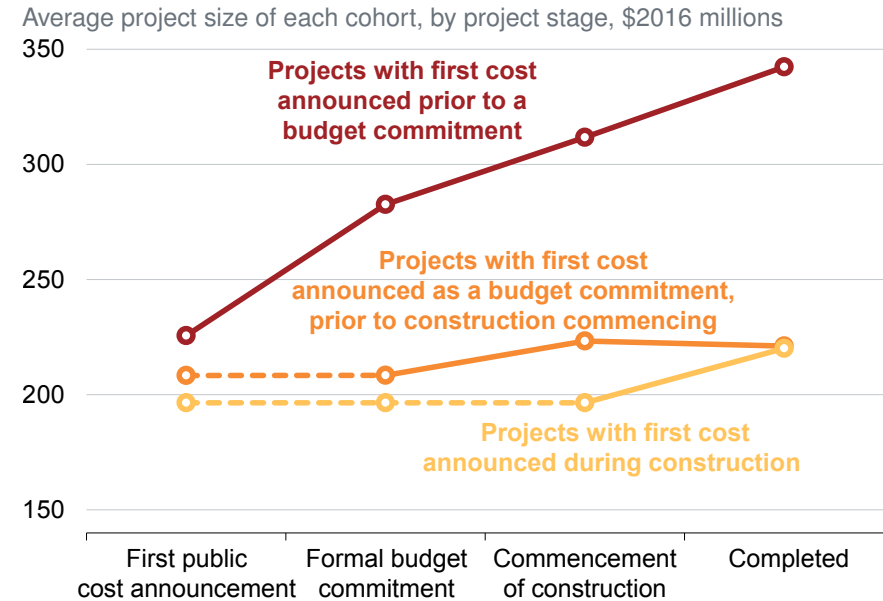 Average project size of each cohort, by project stage, $2016 millions
350
Projects with first cost
announced prior to a
budget commitment
300
250
Projects with first cost
announced as a budget commitment,
prior to construction commencing
200
Projects with first cost
announced during construction
150
First public
cost announcement
Formal budget
commitment
Commencement
of construction
Completed